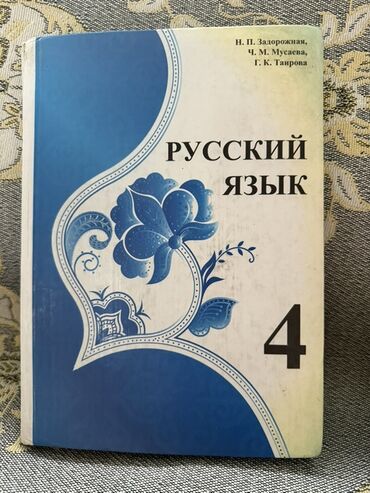 Н. П. Задорожная,
Ч. М. Мусаева,
Г. К. Таирова
РУССКИЙ
ЯЗЫК
4